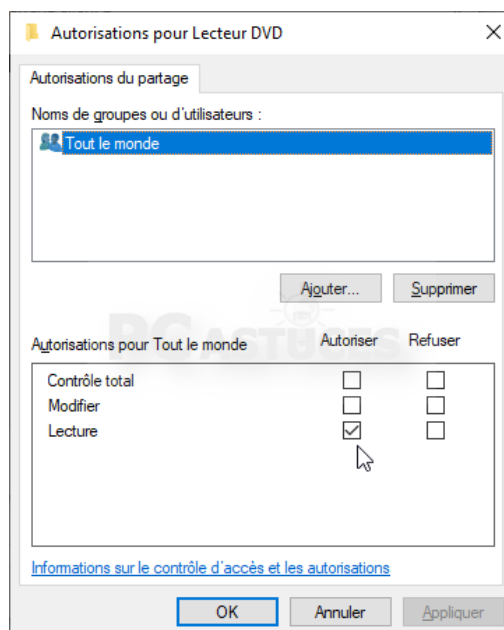 Autorisations pour Lecteur DVD
Autorisations du partage
Noms de groupes ou d'utilisateurs :
Tout le monde
Ajouter... Supprimer
PC ASTUCES
Autorisations pour Tout le monde Autoriser Refuser
Contrôle total
Modifier
Lecture
Informations sur le contrôle d'accès et les autorisations
OK Annuler Appliquer